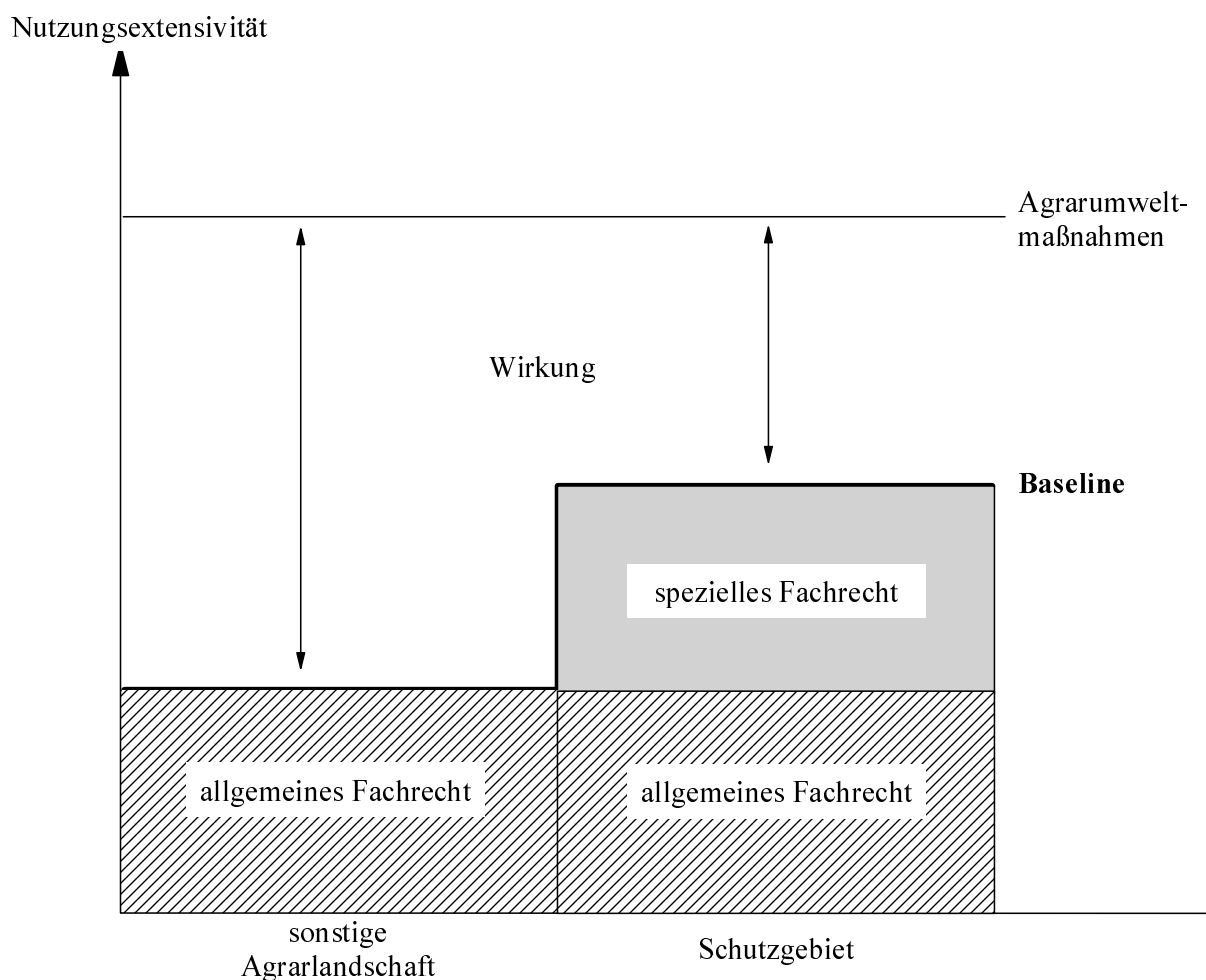 Nutzungsextensivität
Agrarumwelt-
maßnahmen
Wirkung
Baseline
spezielles Fachrecht
allgemeines Fachrecht
allgemeines Fachrecht
sonstige
Agrarlandschaft
Schutzgebiet